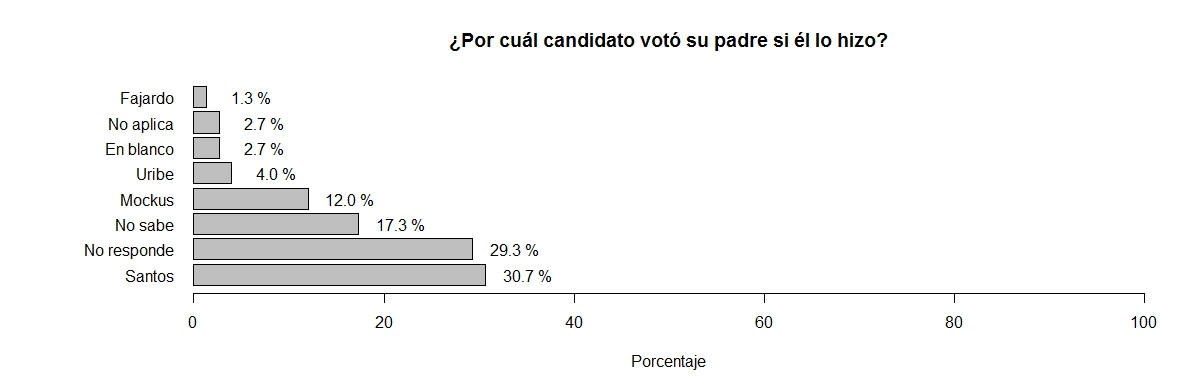 ¿Por cuál candidato votó su padre si él lo hizo?
Fajardo 1.3 %
No aplica 2.7 %
En blanco 2.7 %
Uribe 4.0 %
Mockus 12.0 %
No sabe 17.3 %
No responde 29.3 %
Santos 30.7 %
0 20 40 60 80 100
Porcentaje